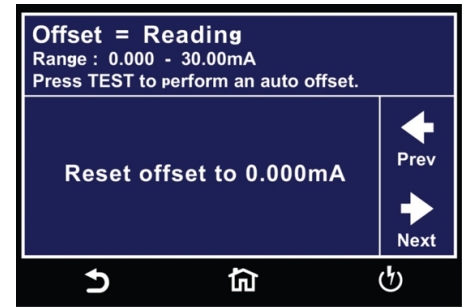 Offset = Reading
Range : 0.000 - 30.00mA
Press TEST to perform an auto offset.
Reset offset to 0.000mA
Prev
Next